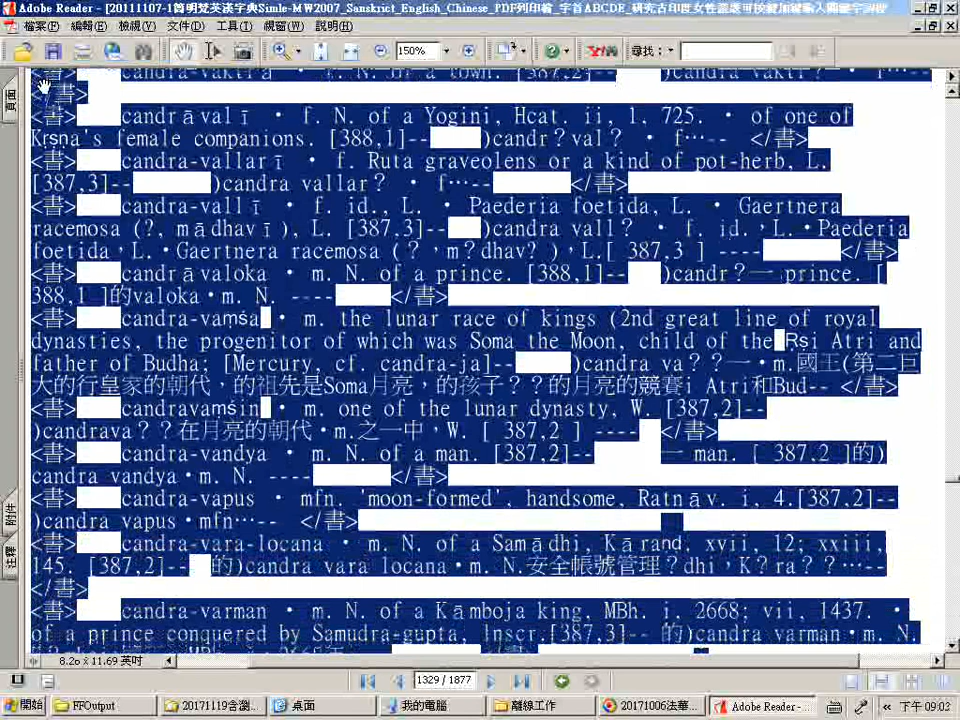 Adobe Reader - [20111107-1簡明梵英漢字典Simle-MW2007_Sanskrit_English_Chinese_PDF列印檔_字首ABCDE_研究古印度女性
檔案(F) 編輯(E) 檢視(V) 文件(D) 工具(T) 視窗(W) 說明(H)
150% 尋找：
頁面
附件
註釋
<書> candra-vaktrā • f. N. of a town. [387,2]-- )candra vakt? • f…--
</書>
<書> candrāvalī • f. N. of a Yogini, Hcat. ii, 1, 725. • of one of
Kṛṣṇa's female companions. [388,1]-- )candr？val？ • f…-- </書>
<書> candra-vallarī • f. Ruta graveolens or a kind of pot-herb, L.
[387,3]-- )candra vallar？ • f…-- </書>
<書> candra-vallī • f. id., L. • Paederia foetida, L. • Gaertnera
racemosa (?, mādhavī), L. [387,3]-- )candra vall？ • f. id.，L.•Paederia
foetida，L.•Gaertnera racemosa (？，m？dhav？)，L.[ 387,3 ] ---- </書>
<書> candrāvaloka • m. N. of a prince. [388,1]-- )candr？一 prince. [
388,1 ]的valoka•m. N. ---- </書>
<書> candra-vaṃśa • m. the lunar race of kings (2nd great line of royal
dynasties, the progenitor of which was Soma the Moon, child of the Ṛṣi Atri and
father of Budha; [Mercury, cf. candra-ja]-- )candra va？？一•m.國王(第二巨
大的行皇家的朝代，的祖先是Soma月亮，的孩子？？的月亮的競賽i Atri和Bud-- </書>
<書> candravaṃśin • m. one of the lunar dynasty, W. [387,2]--
)candrava？？在月亮的朝代•m.之一中，W. [ 387,2 ] ---- </書>
<書> candra-vandya • m. N. of a man. [387,2]-- 一 man. [ 387,2 ]的)
candra vandya•m. N. ---- </書>
<書> candra-vapus • mfn. 'moon-formed', handsome, Ratnāv. i, 4.[387,2]--
)candra vapus•mfn…-- </書>
<書> candra-vara-locana • m. N. of a Samādhi, Kāraṇḍ. xvii, 12; xxiii,
145. [387,2]-- 的)candra vara locana•m. N.安全帳號管理？dhi，K？ra？？…--
</書>
<書> candra-varman • m. N. of a Kāmboja king, MBh. i, 2668; vii, 1437. •
of a prince conquered by Samudra-gupta, Inscr.[387,3]-- 的)candra varman•m. N.
8.26 x 11.69 英吋
1329 / 1877
開始 FFOutput 20171119含瀏... 桌面 我的電腦 離線工作 20171006法華... Adobe Reader - [... 下午 09:03